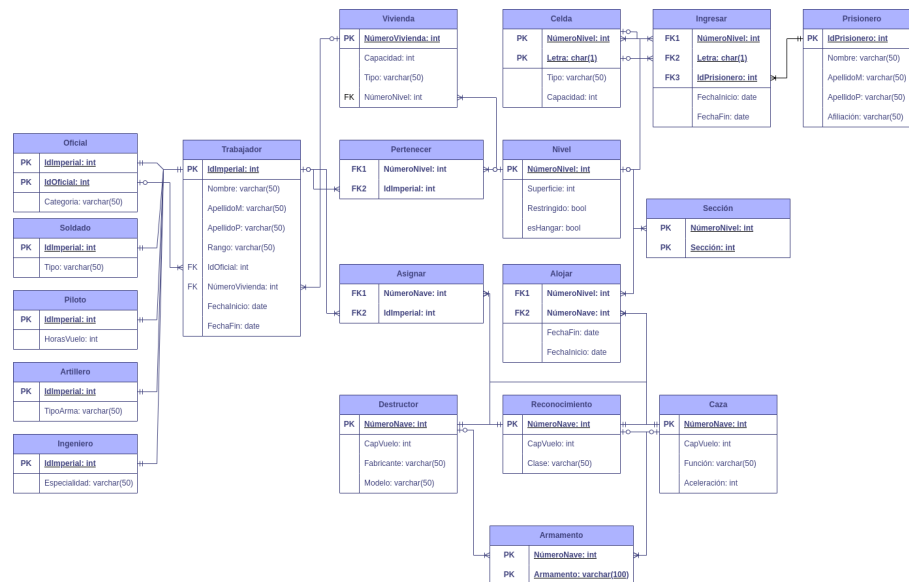 Vivienda
PK NúmeroVivienda: int
Capacidad: int
Tipo: varchar(50)
FK NúmeroNivel: int
Celda
PK NúmeroNivel: int
PK Letra: char(1)
Tipo: varchar(50)
Capacidad: int
Ingresar
FK1 NúmeroNivel: int
FK2 Letra: char(1)
FK3 IdPrisionero: int
FechaInicio: date
FechaFin: date
Prisionero
PK IdPrisionero: int
Nombre: varchar(50)
ApellidoM: varchar(50)
ApellidoP: varchar(50)
Afiliación: varchar(50)
Oficial
PK IdImperial: int
PK IdOficial: int
Categoria: varchar(50)
Soldado
PK IdImperial: int
Tipo: varchar(50)
Piloto
PK IdImperial: int
HorasVuelo: int
Artillero
PK IdImperial: int
TipoArma: varchar(50)
Ingeniero
PK IdImperial: int
Especialidad: varchar(50)
Trabajador
PK IdImperial: int
Nombre: varchar(50)
ApellidoM: varchar(50)
ApellidoP: varchar(50)
Rango: varchar(50)
FK IdOficial: int
FK NúmeroVivienda: int
FechaInicio: date
FechaFin: date
Pertenecer
FK1 NúmeroNivel: int
FK2 IdImperial: int
Nivel
PK NúmeroNivel: int
Superficie: int
Restringido: bool
esHangar: bool
Sección
PK NúmeroNivel: int
PK Sección: int
Asignar
FK1 NúmeroNave: int
FK2 IdImperial: int
Alojar
FK1 NúmeroNivel: int
FK2 NúmeroNave: int
FechaFin: date
FechaInicio: date
Destructor
PK NúmeroNave: int
CapVuelo: int
Fabricante: varchar(50)
Modelo: varchar(50)
Reconocimiento
PK NúmeroNave: int
CapVuelo: int
Clase: varchar(50)
Caza
PK NúmeroNave: int
CapVuelo: int
Función: varchar(50)
Aceleración: int
Armamento
PK NúmeroNave: int
PK Armamento: varchar(100)